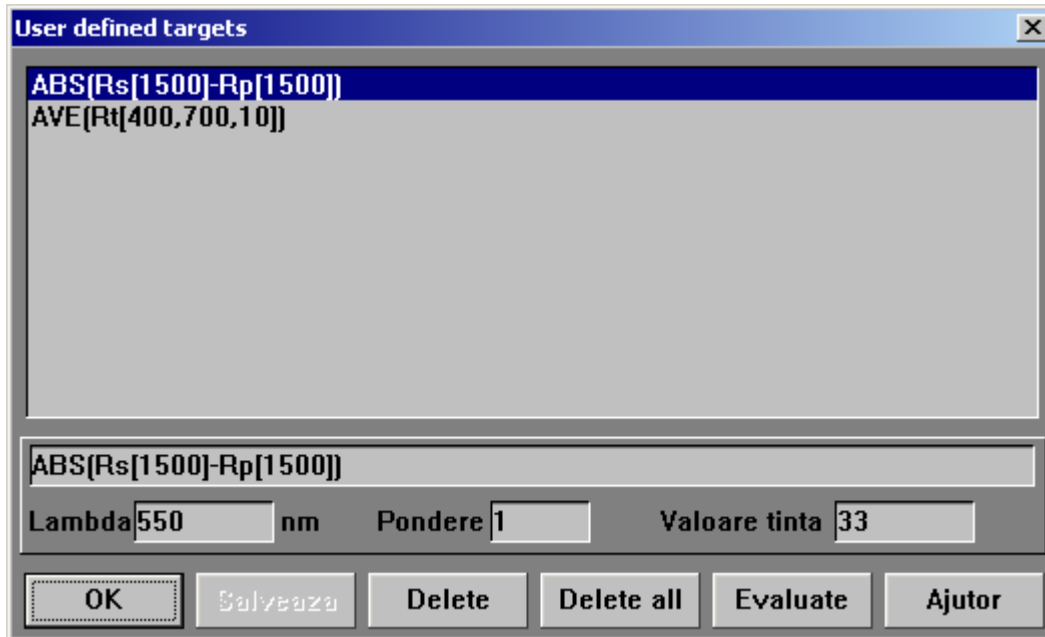 User defined targets
ABS(Rs[1500]-Rp[1500])
AVE(Rt[400,700,10])
ABS(Rs[1500]-Rp[1500])
Lambda 550 nm Pondere 1 Valoare tinta 33
OK Salveaza Delete Delete all Evaluate Ajutor